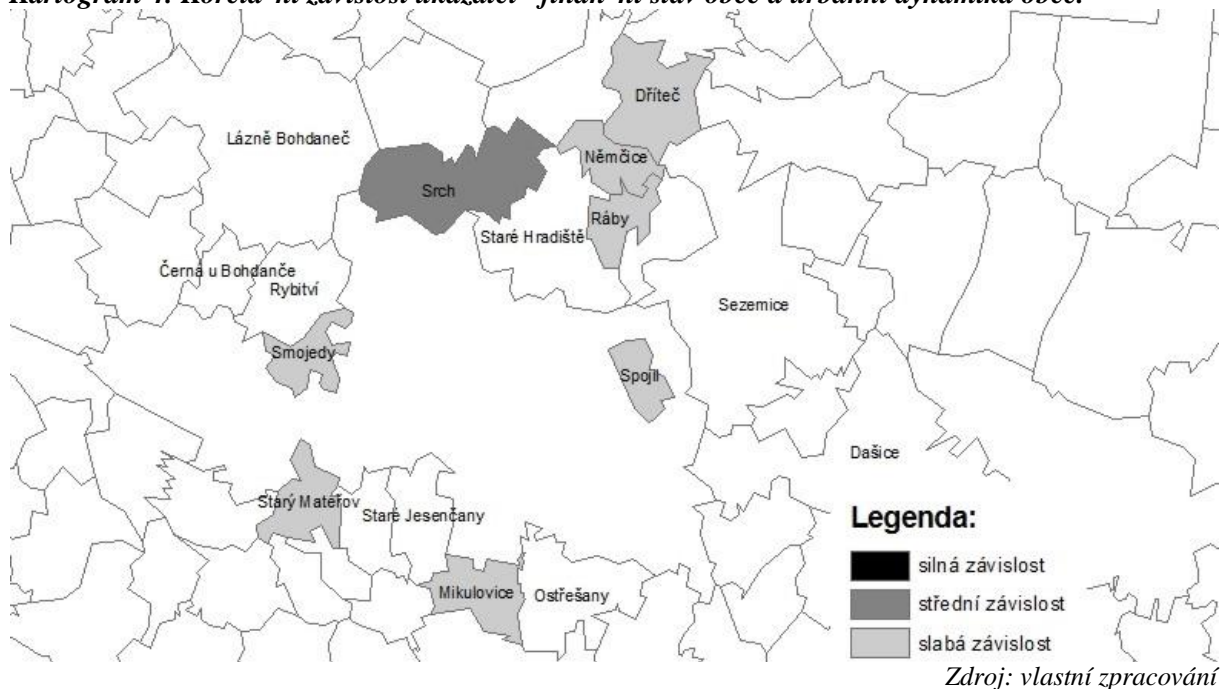 Dříteč
Lázně Bohdaneč
Němčice
Srch
Ráby
Staré Hradiště
Černá u Bohdanče
Rybitví
Sezemice
Smojedy
Spojil
Dašice
Starý Mateřov
Staré Jesenčany
Mikulovice
Ostřešany
Legenda:
silná závislost
střední závislost
slabá závislost
Zdroj: vlastní zpracování